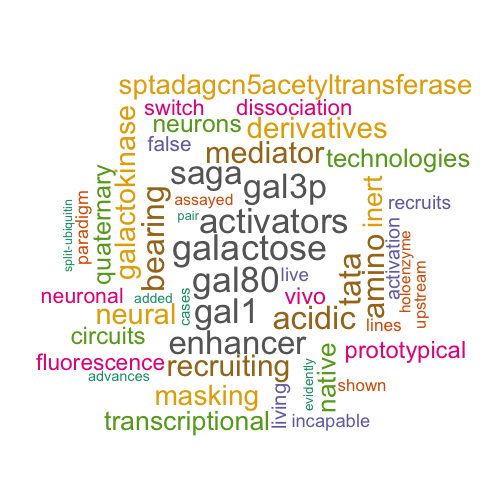 sptadagcn5acetyltransferase
switch dissociation
neurons derivatives
false
mediator technologies
galactokinase
saga gal3p
quaternary
bearing
assayed
inert
recruits
paradigm
split-ubiquitin
pair activators
galactose
activation
holoenzyme
upstream
amino
tata
gal80 live
neuronal added cases vivo
neural gal1 acidic lines
circuits enhancer prototypical
fluorescence recruiting native
advances evidently shown
masking living
transcriptional incapable